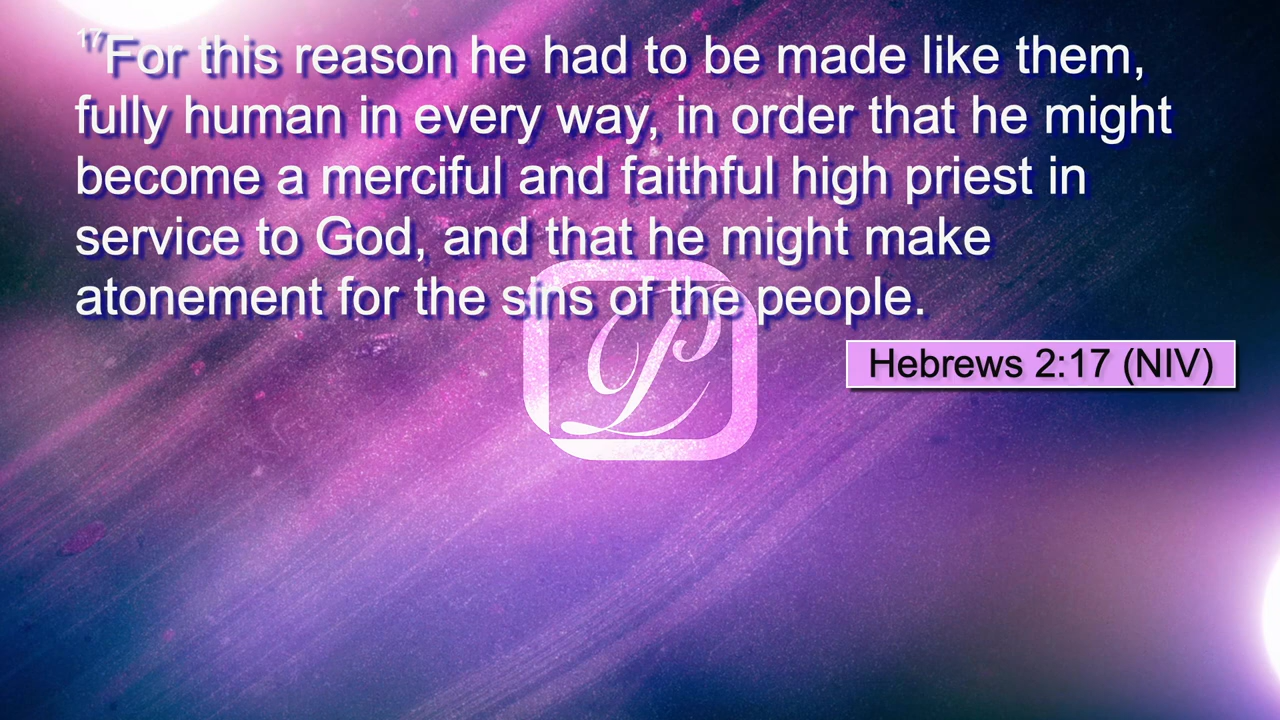 17For this reason he had to be made like them,
fully human in every way, in order that he might
become a merciful and faithful high priest in
service to God, and that he might make
atonement for the sins of the people.
Hebrews 2:17 (NIV)